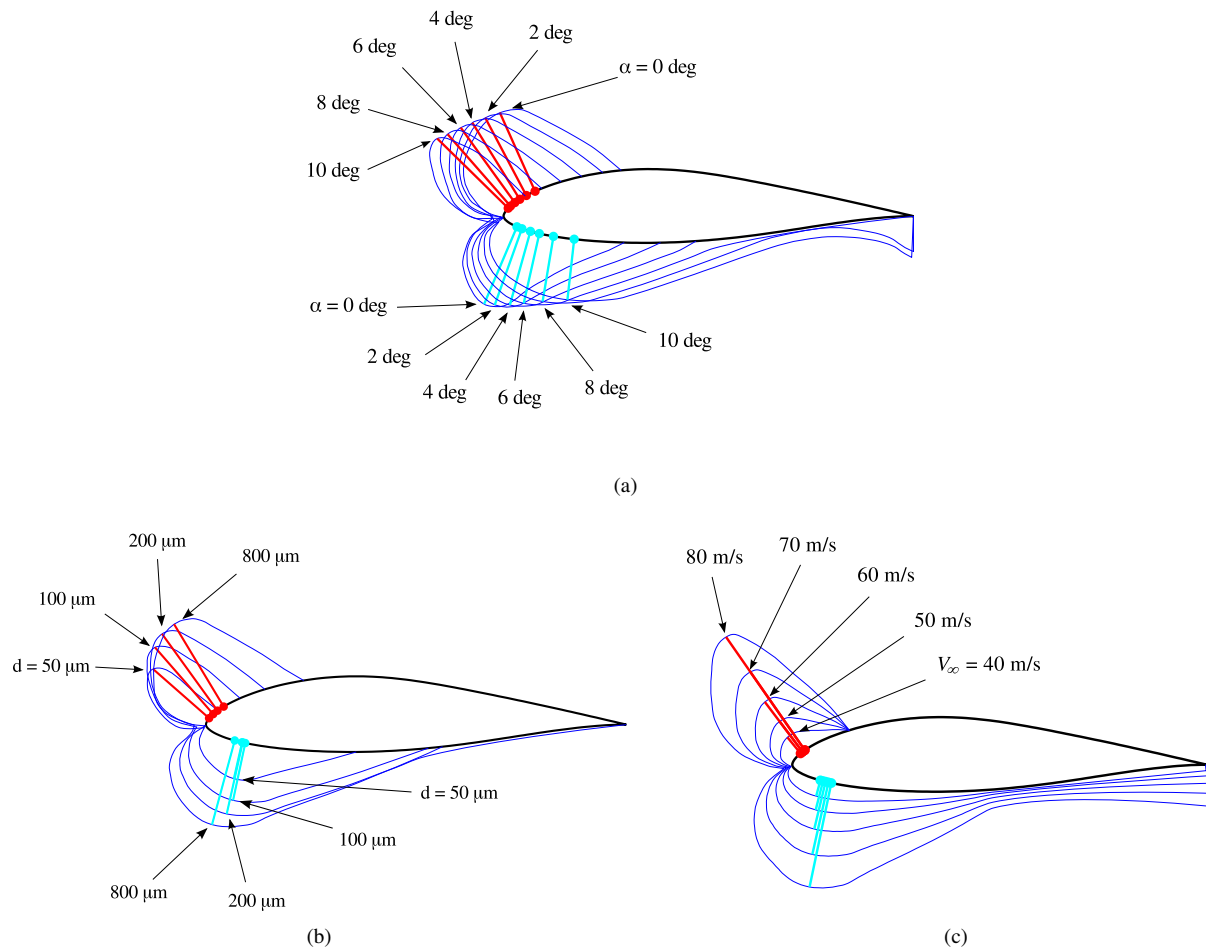 4 deg
2 deg
6 deg
α = 0 deg
8 deg
10 deg
α = 0 deg
10 deg
2 deg
8 deg
4 deg
6 deg
(a)
200 μm
800 μm
100 μm
d = 50 μm
d = 50 μm
100 μm
800 μm
200 μm
(b)
70 m/s
80 m/s
60 m/s
50 m/s
V∞ = 40 m/s
(c)